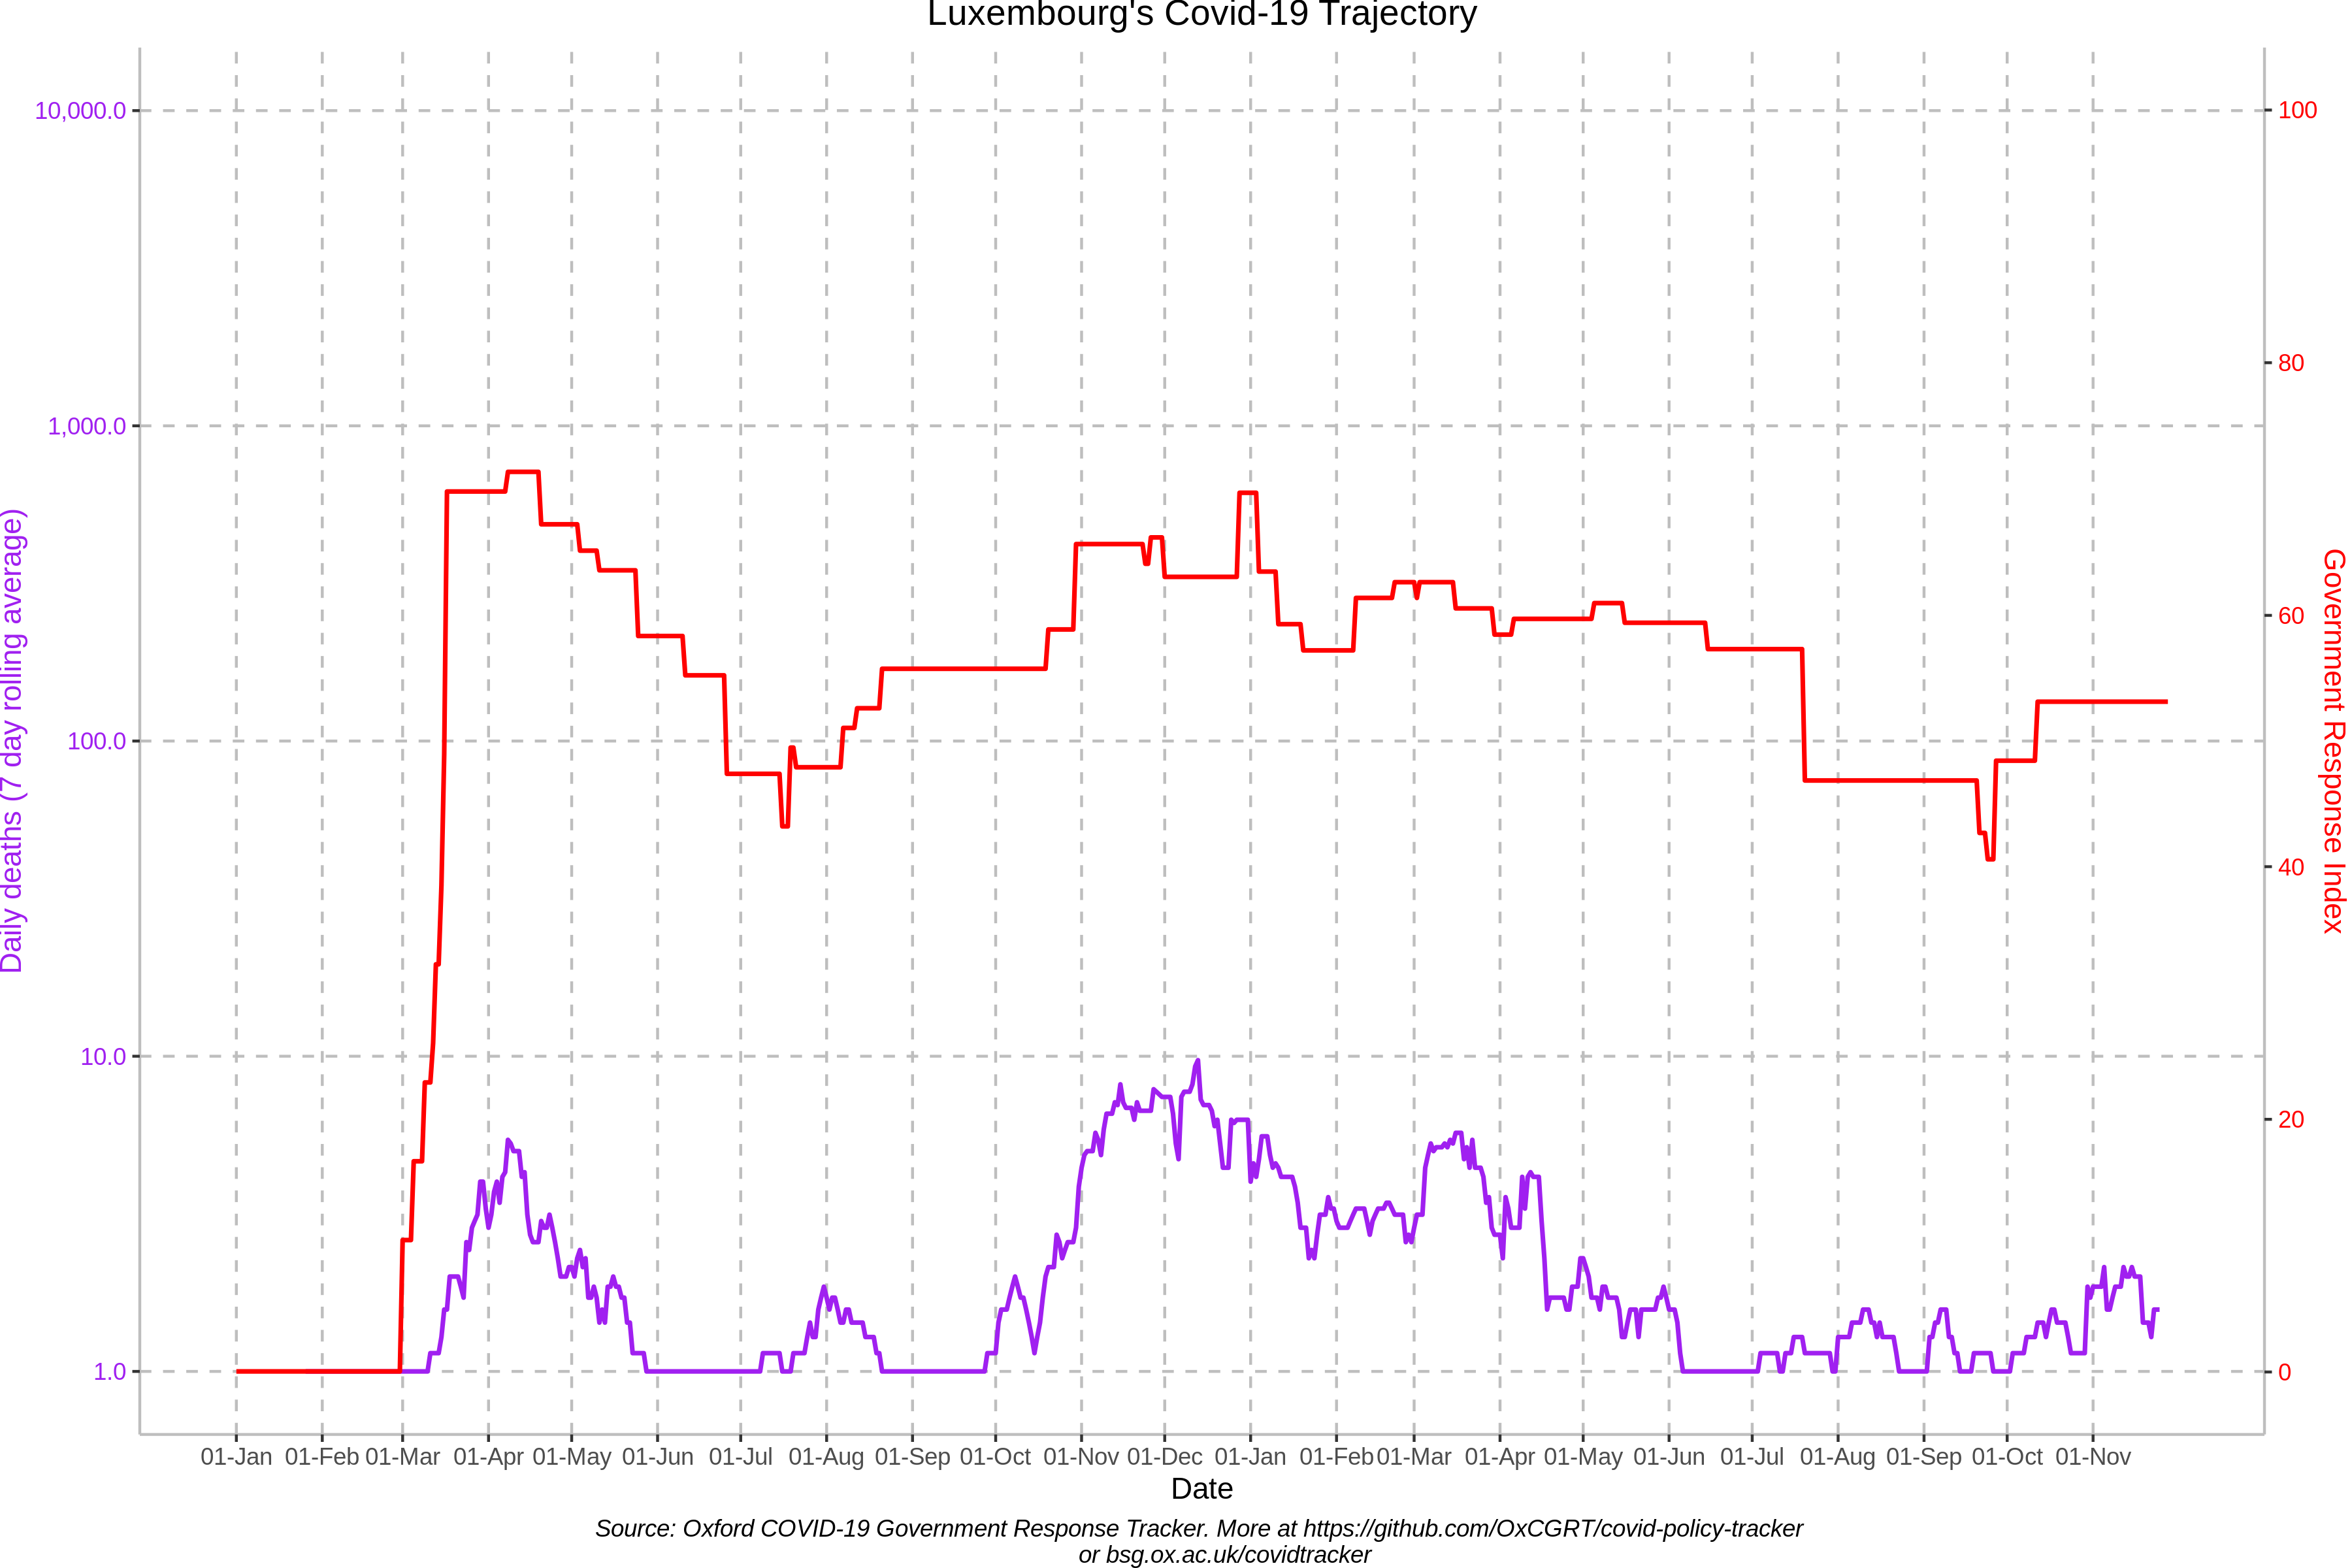 Luxembourg's Covid-19 Trajectory
10,000.0
1,000.0
100.0
10.0
1.0
Daily deaths (7 day rolling average)
100
80
60
40
20
0
Government Response Index
01-Jan 01-Feb 01-Mar 01-Apr 01-May 01-Jun 01-Jul 01-Aug 01-Sep 01-Oct 01-Nov 01-Dec 01-Jan 01-Feb 01-Mar 01-Apr 01-May 01-Jun 01-Jul 01-Aug 01-Sep 01-Oct 01-Nov
Date
Source: Oxford COVID-19 Government Response Tracker. More at https://github.com/OxCGRT/covid-policy-tracker
or bsg.ox.ac.uk/covidtracker